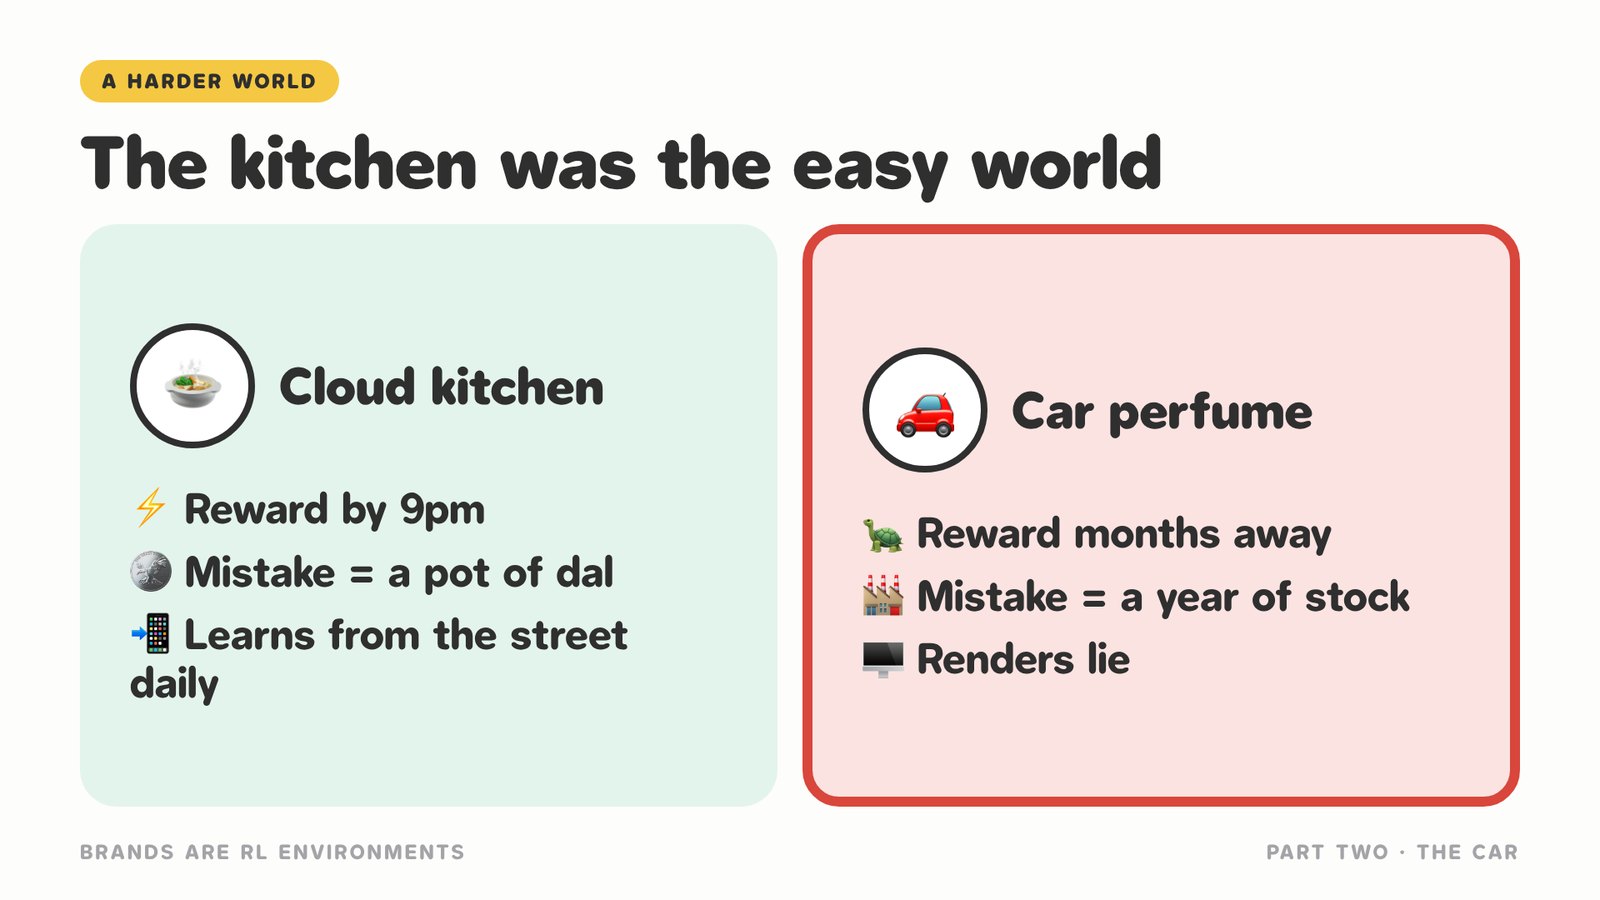 A HARDER WORLD
The kitchen was the easy world
Cloud kitchen
⚡ Reward by 9pm
🪙 Mistake = a pot of dal
📲 Learns from the street
daily
Car perfume
🐢 Reward months away
🏭 Mistake = a year of stock
🖥️ Renders lie
BRANDS ARE RL ENVIRONMENTS
PART TWO · THE CAR